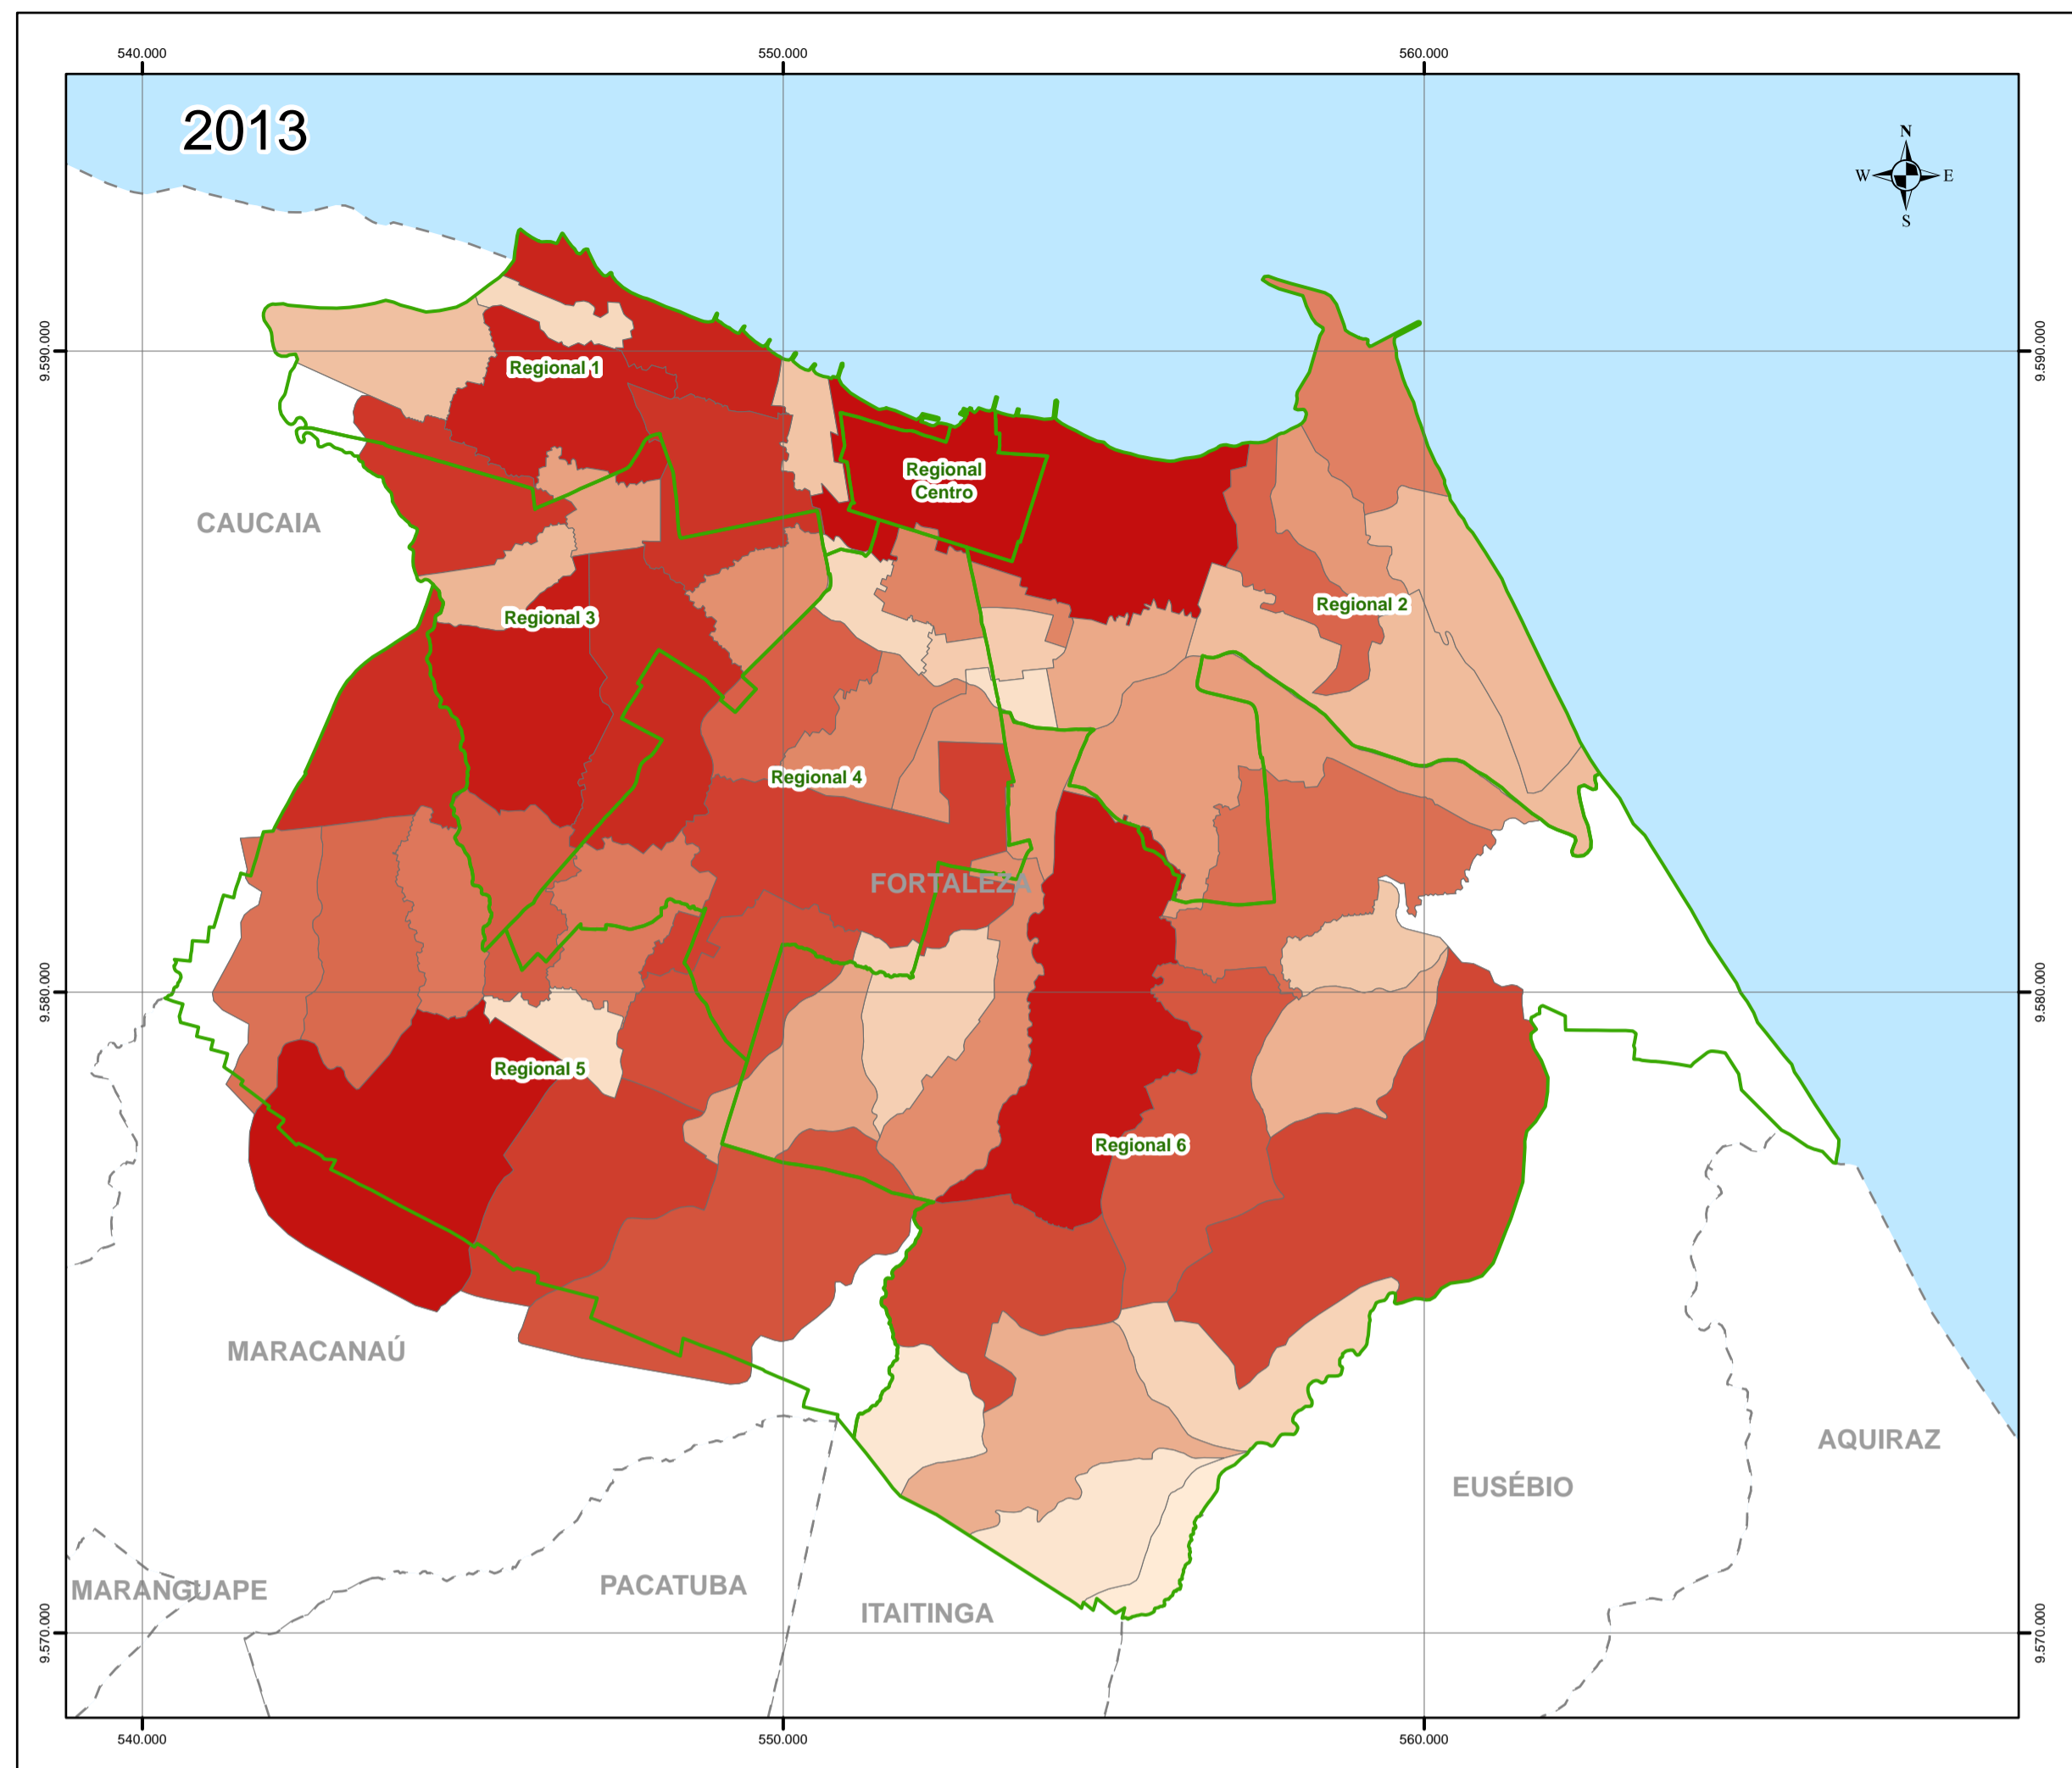 540.000
550.000
560.000
2013
N
W
E
S
9.590.000
9.590.000
Regional 1
Regional
Centro
CAUCAIA
Regional 2
Regional 3
Regional 4
FORTALEZA
9.580.000
9.580.000
Regional 5
Regional 6
MARACANAÚ
AQUIRAZ
EUSÉBIO
MARANGUAPE
PACATUBA
ITAITINGA
9.570.000
9.570.000
540.000
550.000
560.000